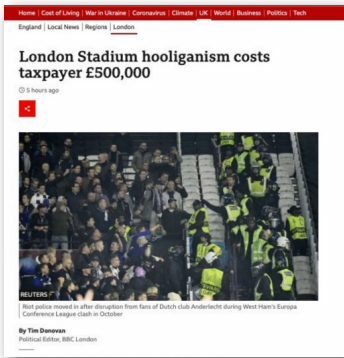 Home | Cost of Living | War in Ukraine | Coronavirus | Climate | UK | World | Business | Politics | Tech
England | Local News | Regions | London
London Stadium hooliganism costs
taxpayer £500,000
5 hours ago
REUTERS
Riot police moved in after disruption from fans of Dutch club Anderlecht during West Ham's Europa
Conference League clash in October
By Tim Donovan
Political Editor, BBC London